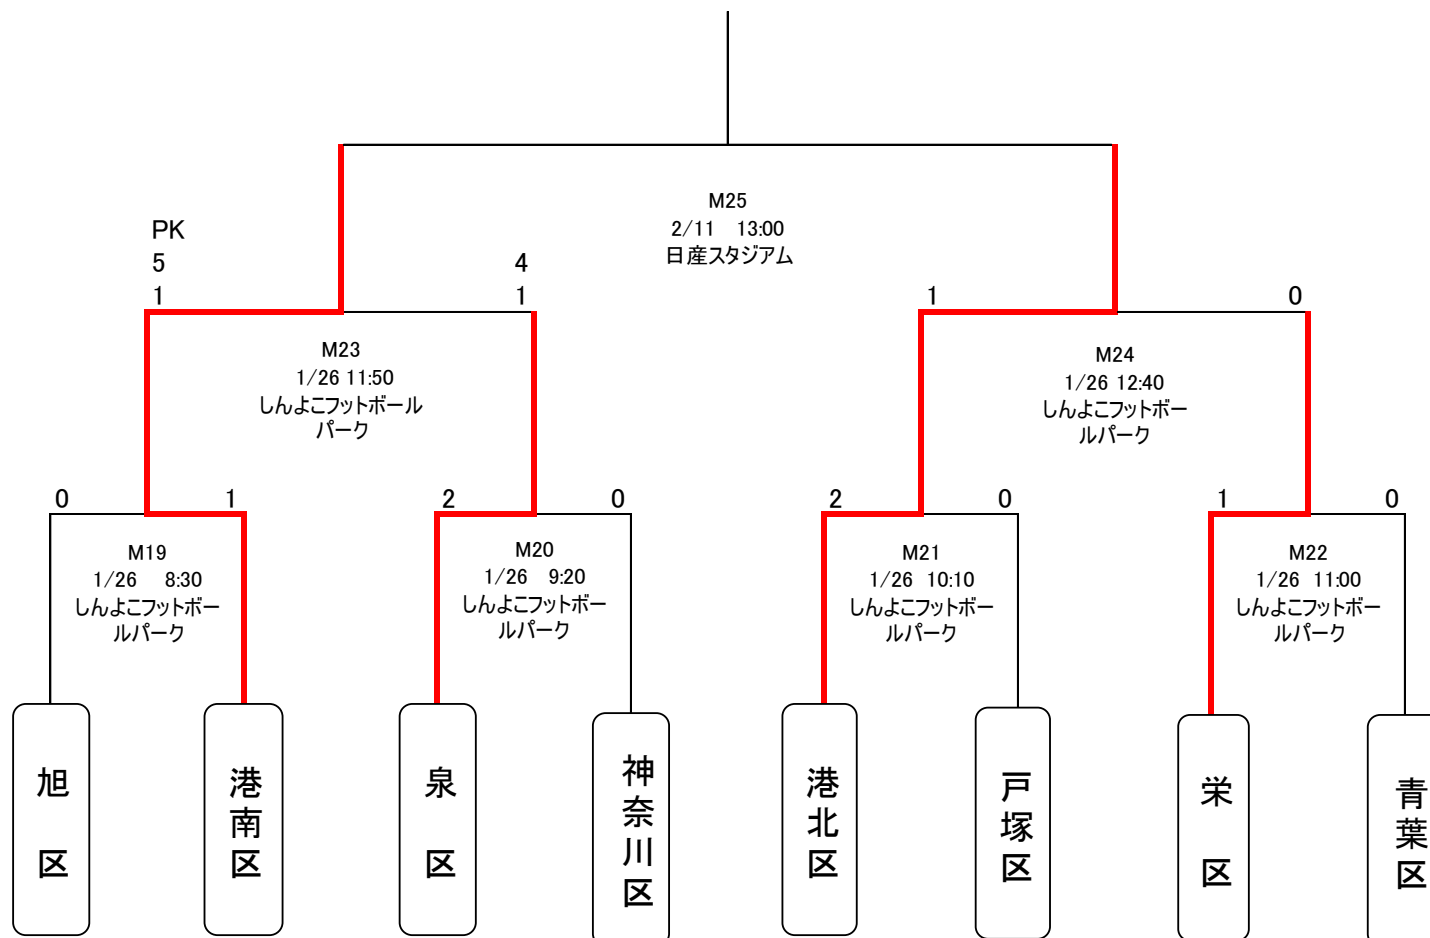 M25
2/11 13:00
日産スタジアム
PK
5 4
1 1
1 0
M23
1/26 11:50
しんよこフットボール
パーク
M24
1/26 12:40
しんよこフットボー
ルパーク
0 1
2 0
2 0
1 0
M19
1/26 8:30
しんよこフットボー
ルパーク
M20
1/26 9:20
しんよこフットボー
ルパーク
M21
1/26 10:10
しんよこフットボー
ルパーク
M22
1/26 11:00
しんよこフットボー
ルパーク
旭区
港南区
泉区
神奈川区
港北区
戸塚区
栄区
青葉区